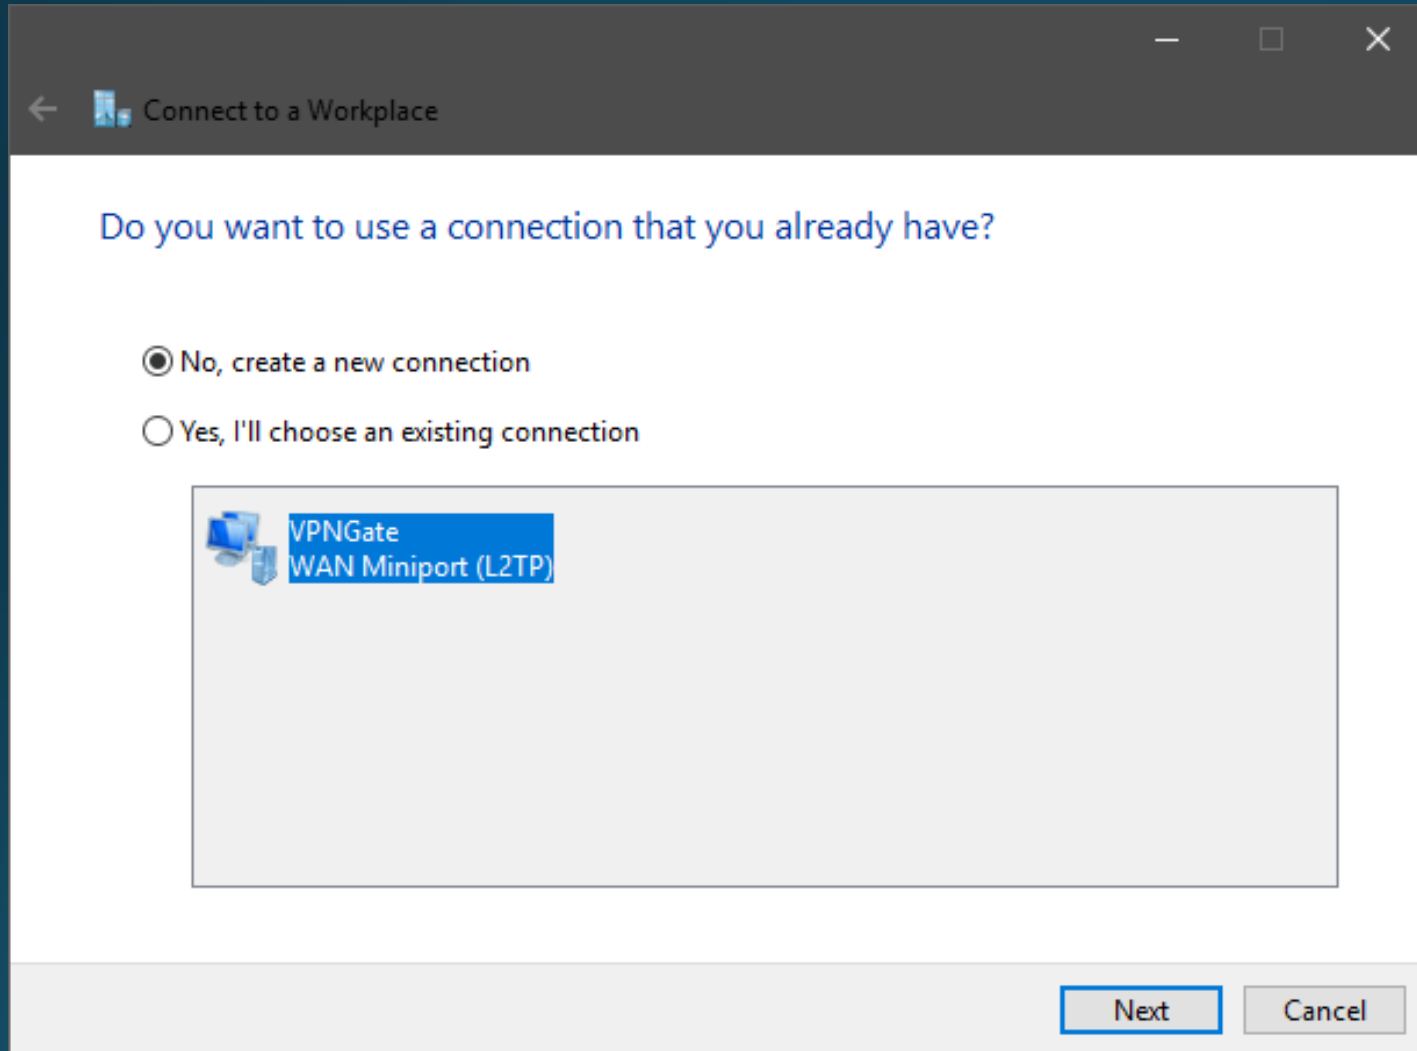 Connect to a Workplace
Do you want to use a connection that you already have?
No, create a new connection
Yes, I'll choose an existing connection
VPNGate
WAN Miniport (L2TP)
Next
Cancel